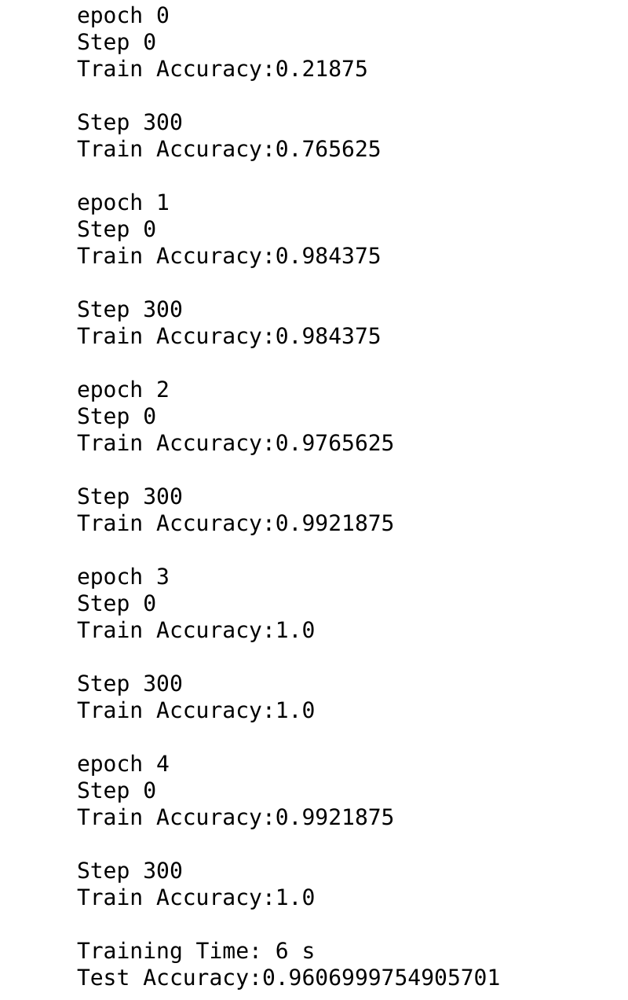 epoch 0
Step 0
Train Accuracy:0.21875
Step 300
Train Accuracy:0.765625
epoch 1
Step 0
Train Accuracy:0.984375
Step 300
Train Accuracy:0.984375
epoch 2
Step 0
Train Accuracy:0.9765625
Step 300
Train Accuracy:0.9921875
epoch 3
Step 0
Train Accuracy:1.0
Step 300
Train Accuracy:1.0
epoch 4
Step 0
Train Accuracy:0.9921875
Step 300
Train Accuracy:1.0
Training Time: 6 s
Test Accuracy:0.9606999754905701